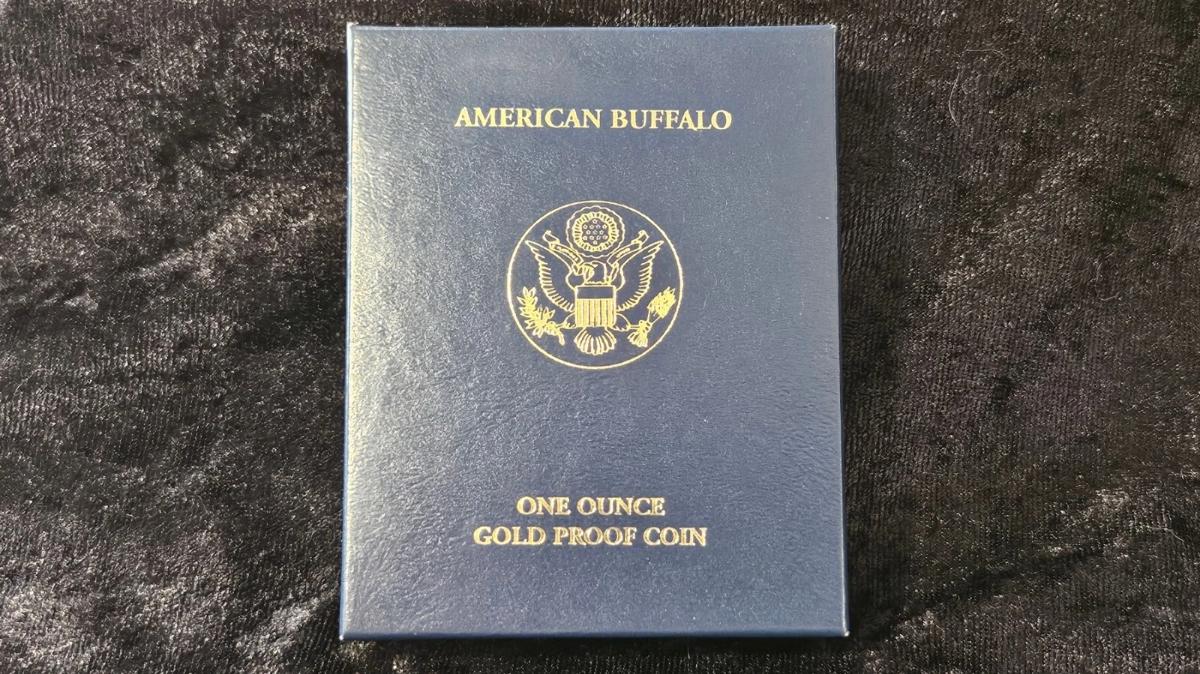 AMERICAN BUFFALO
ONE OUNCE
GOLD PROOF COIN